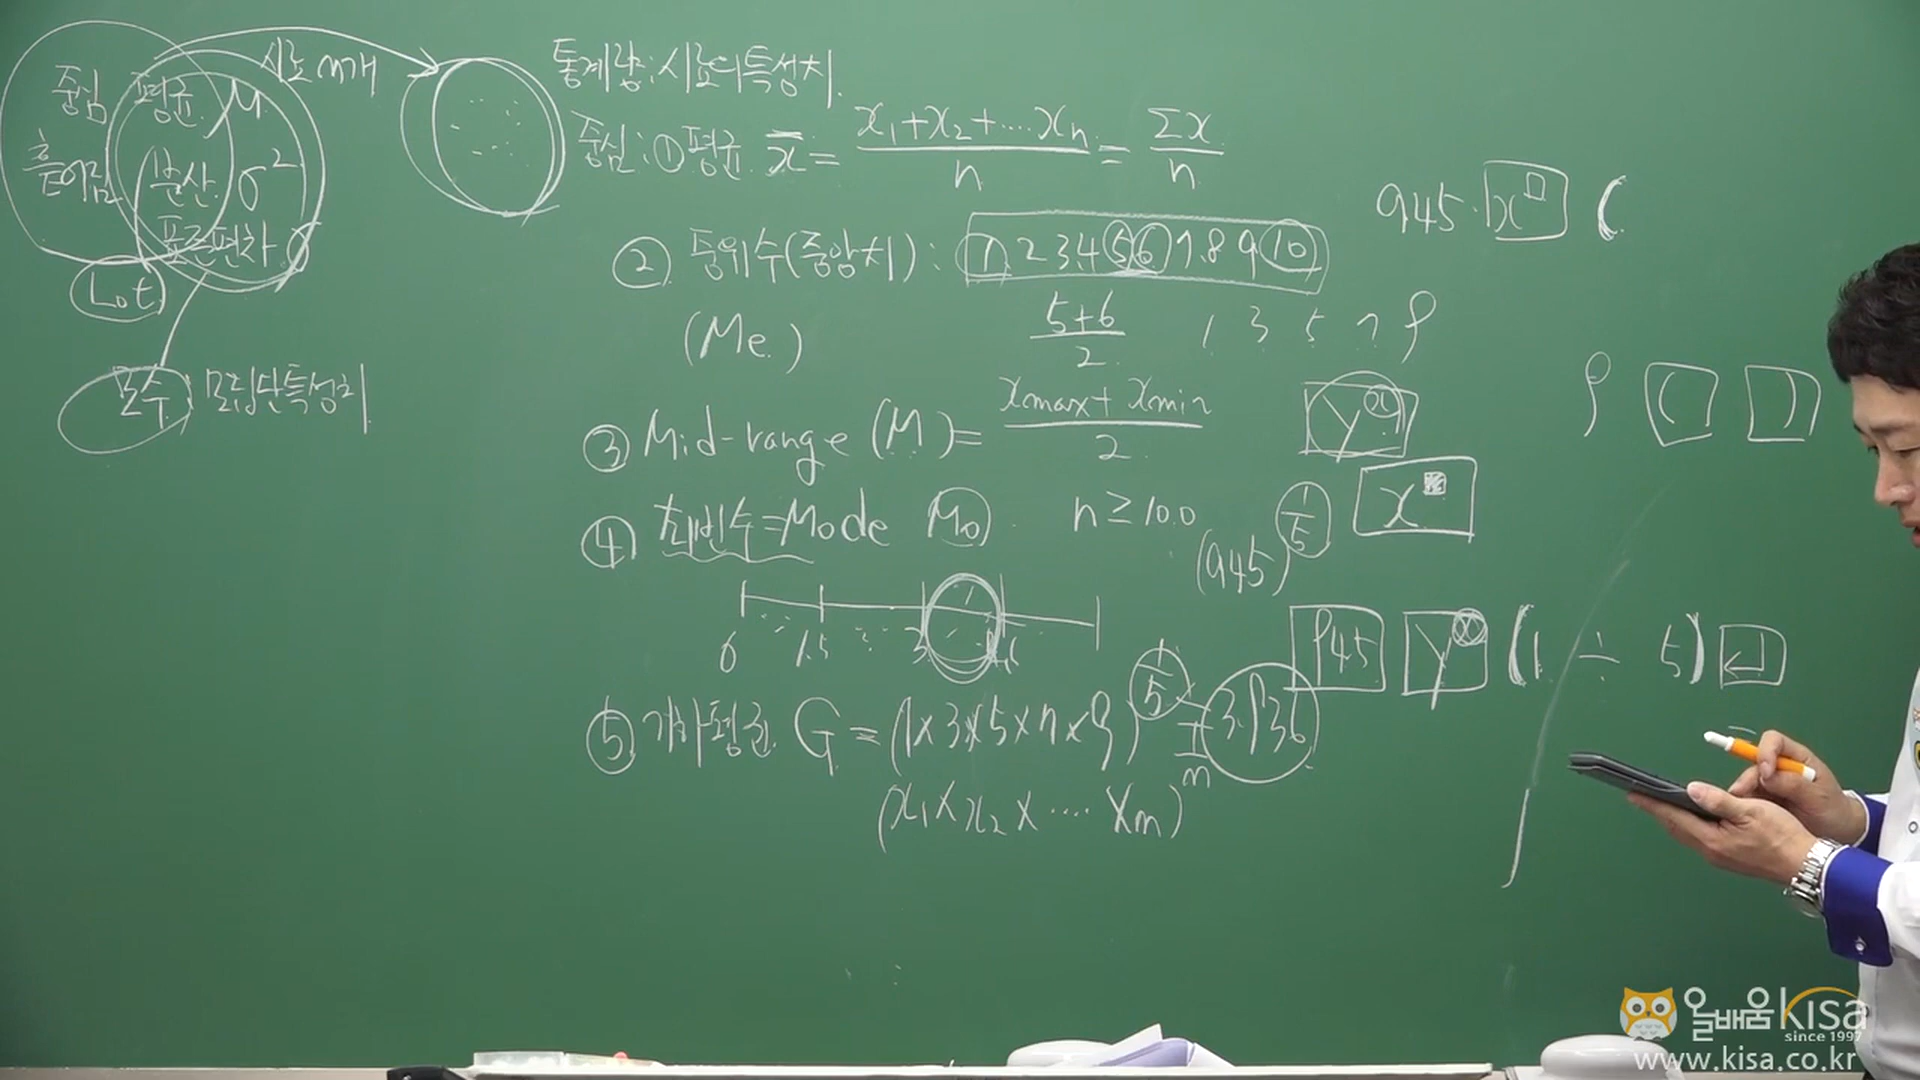 중심 평균 μ
흩어짐 분산 σ²
표준편차 σ
Lot
모수 모집단특성치
시료 n개
통계량: 시료의특성치
중심: ① 평균 x̄ = (x₁+x₂+…xₙ)/n = Σx/n
② 중위수(중앙치): 1 2 3 4 5 6 7 8 9 10
(Me) (5+6)/2 1 3 5 7 9
③ Mid-range (M) = (xmax + xmin)/2
④ 최빈수=Mode Mo n≥100
0 1.5 3
⑤ 기하평균 G = (1×3×5×7×9)^(1/5) = 3.936
(x₁×x₂×…×n)^(1/n)
945 x^□ (
9 ( )
y^x
(945)^(1/5) x^■
945 y^x (1 ÷ 5) ↵
올배움 kisa
since 1997
www.kisa.co.kr